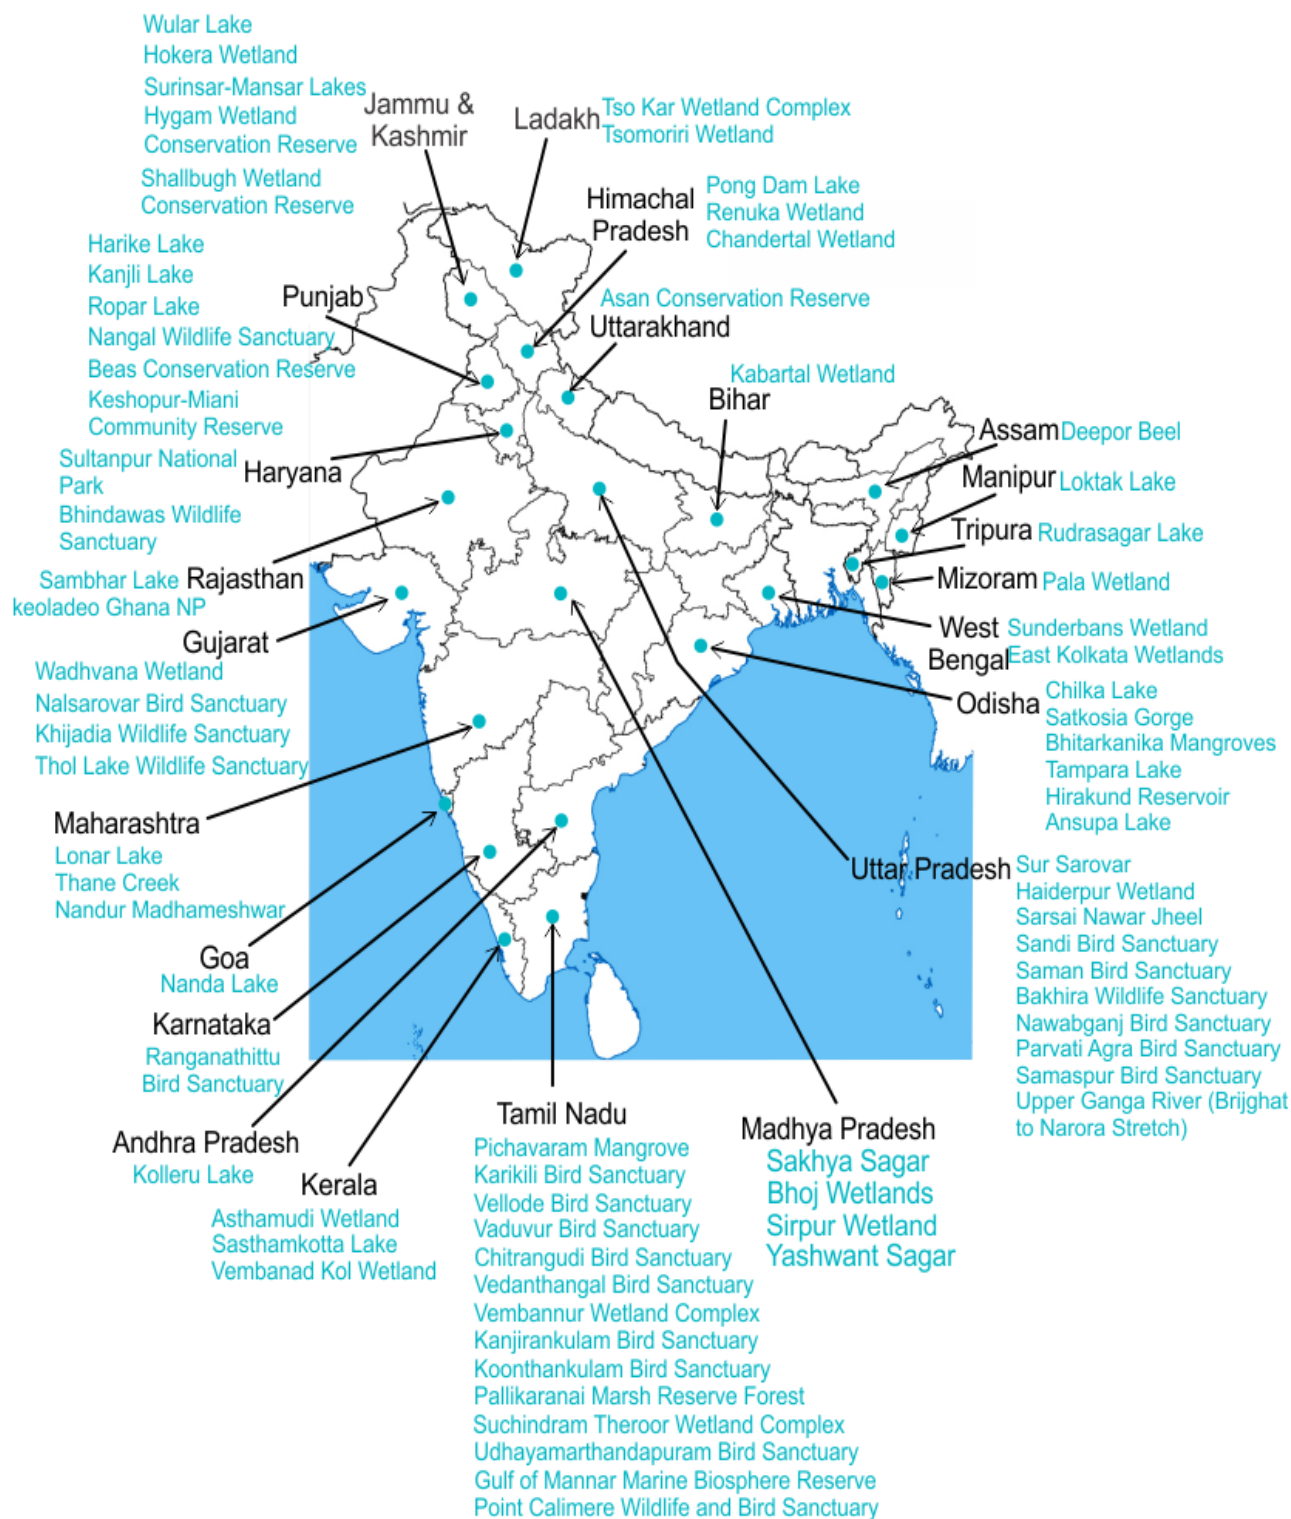 Wular Lake
Hokera Wetland
Surinsar-Mansar Lakes
Hygam Wetland
Conservation Reserve
Shallbugh Wetland
Conservation Reserve
Jammu &
Kashmir
Ladakh
Tso Kar Wetland Complex
Tsomoriri Wetland
Himachal
Pradesh
Pong Dam Lake
Renuka Wetland
Chandertal Wetland
Harike Lake
Kanjli Lake
Ropar Lake
Nangal Wildlife Sanctuary
Beas Conservation Reserve
Keshopur-Miani
Community Reserve
Punjab
Asan Conservation Reserve
Uttarakhand
Kabartal Wetland
Bihar
Assam
Deepor Beel
Manipur
Loktak Lake
Tripura
Rudrasagar Lake
Mizoram
Pala Wetland
West
Bengal
Sunderbans Wetland
East Kolkata Wetlands
Odisha
Chilka Lake
Satkosia Gorge
Bhitarkanika Mangroves
Tampara Lake
Hirakund Reservoir
Ansupa Lake
Sultanpur National
Park
Bhindawas Wildlife
Sanctuary
Haryana
Sambhar Lake
keoladeo Ghana NP
Rajasthan
Gujarat
Wadhvana Wetland
Nalsarovar Bird Sanctuary
Khijadia Wildlife Sanctuary
Thol Lake Wildlife Sanctuary
Maharashtra
Lonar Lake
Thane Creek
Nandur Madhameshwar
Goa
Nanda Lake
Karnataka
Ranganathittu
Bird Sanctuary
Andhra Pradesh
Kolleru Lake
Kerala
Asthamudi Wetland
Sasthamkotta Lake
Vembanad Kol Wetland
Tamil Nadu
Pichavaram Mangrove
Karikili Bird Sanctuary
Vellode Bird Sanctuary
Vaduvur Bird Sanctuary
Chitrangudi Bird Sanctuary
Vedanthangal Bird Sanctuary
Vembannur Wetland Complex
Kanjirankulam Bird Sanctuary
Koonthankulam Bird Sanctuary
Pallikaranai Marsh Reserve Forest
Suchindram Theroor Wetland Complex
Udhayamarthandapuram Bird Sanctuary
Gulf of Mannar Marine Biosphere Reserve
Point Calimere Wildlife and Bird Sanctuary
Madhya Pradesh
Sakhya Sagar
Bhoj Wetlands
Sirpur Wetland
Yashwant Sagar
Uttar Pradesh
Sur Sarovar
Haiderpur Wetland
Sarsai Nawar Jheel
Sandi Bird Sanctuary
Saman Bird Sanctuary
Bakhira Wildlife Sanctuary
Nawabganj Bird Sanctuary
Parvati Agra Bird Sanctuary
Samaspur Bird Sanctuary
Upper Ganga River (Brijghat
to Narora Stretch)